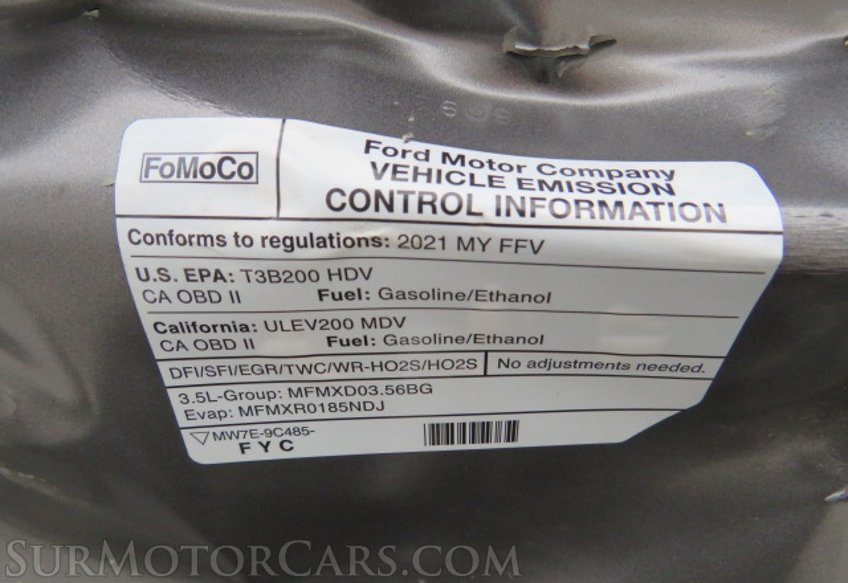 FoMoCo
Ford Motor Company
VEHICLE EMISSION
CONTROL INFORMATION
Conforms to regulations: 2021 MY FFV
U.S. EPA: T3B200 HDV
CA OBD II Fuel: Gasoline/Ethanol
California: ULEV200 MDV
CA OBD II Fuel: Gasoline/Ethanol
DFI/SFI/EGR/TWC/WR-HO2S/HO2S No adjustments needed.
3.5L-Group: MFMXD03.56BG
Evap: MFMXR0185NDJ
MW7E-9C485-
FYC
SURMOTORCARS.COM